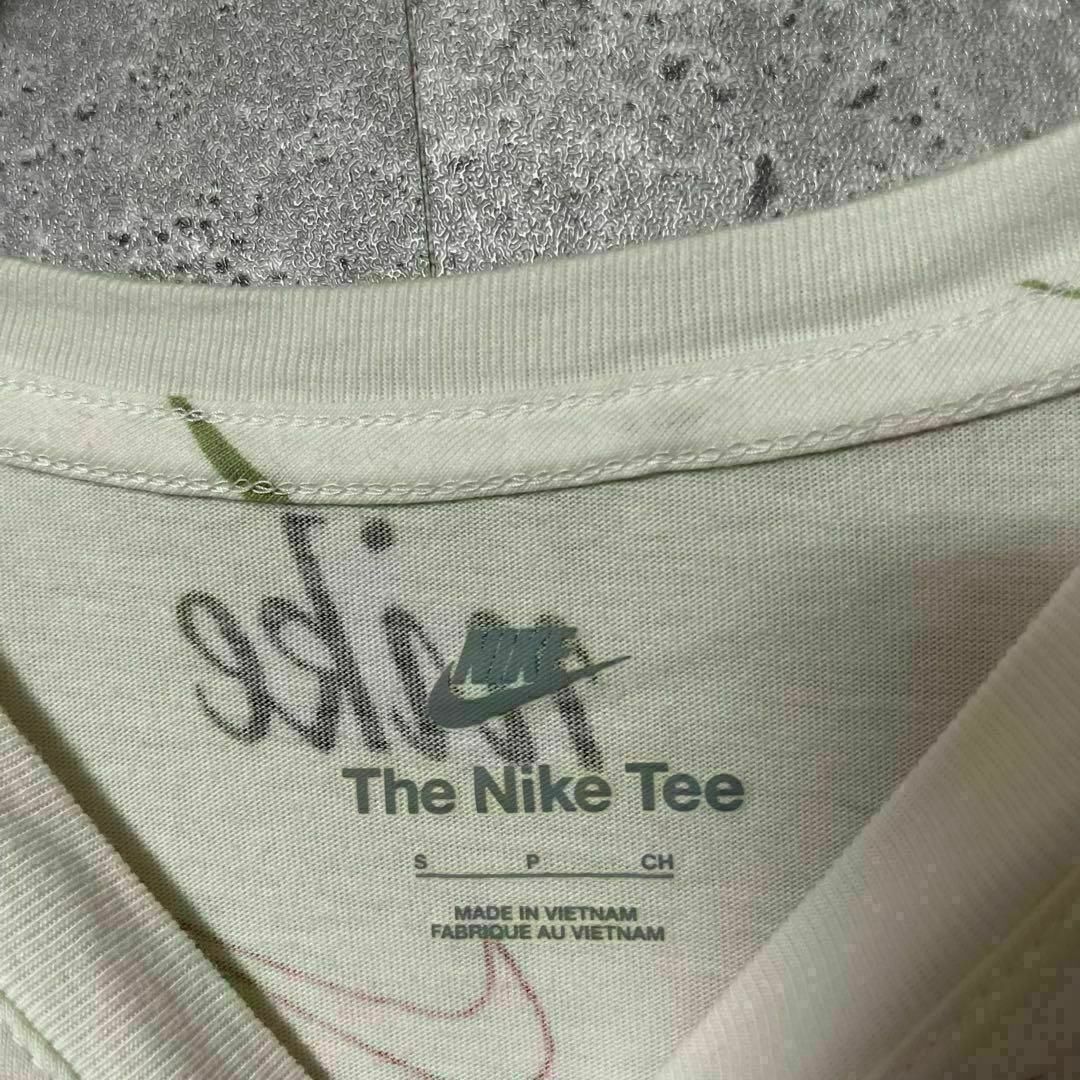 NIKE
The Nike Tee
S P CH
MADE IN VIETNAM
FABRIQUE AU VIETNAM